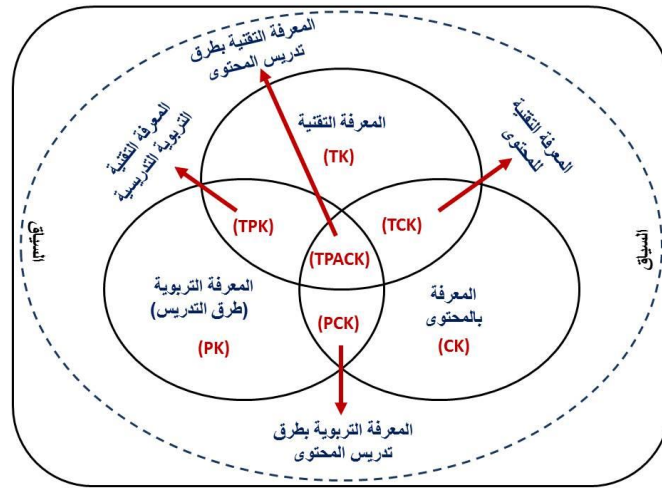 المعرفة التقنية بطرق
تدريس المحتوى
المعرفة التقنية
التربوية التدريسية
المعرفة التقنية
للمحتوى
المعرفة التقنية
(TK)
السياق
السياق
(TPK)
(TCK)
(TPACK)
المعرفة التربوية
(طرق التدريس)
(PK)
(PCK)
المعرفة
بالمحتوى
(CK)
المعرفة التربوية بطرق
تدريس المحتوى